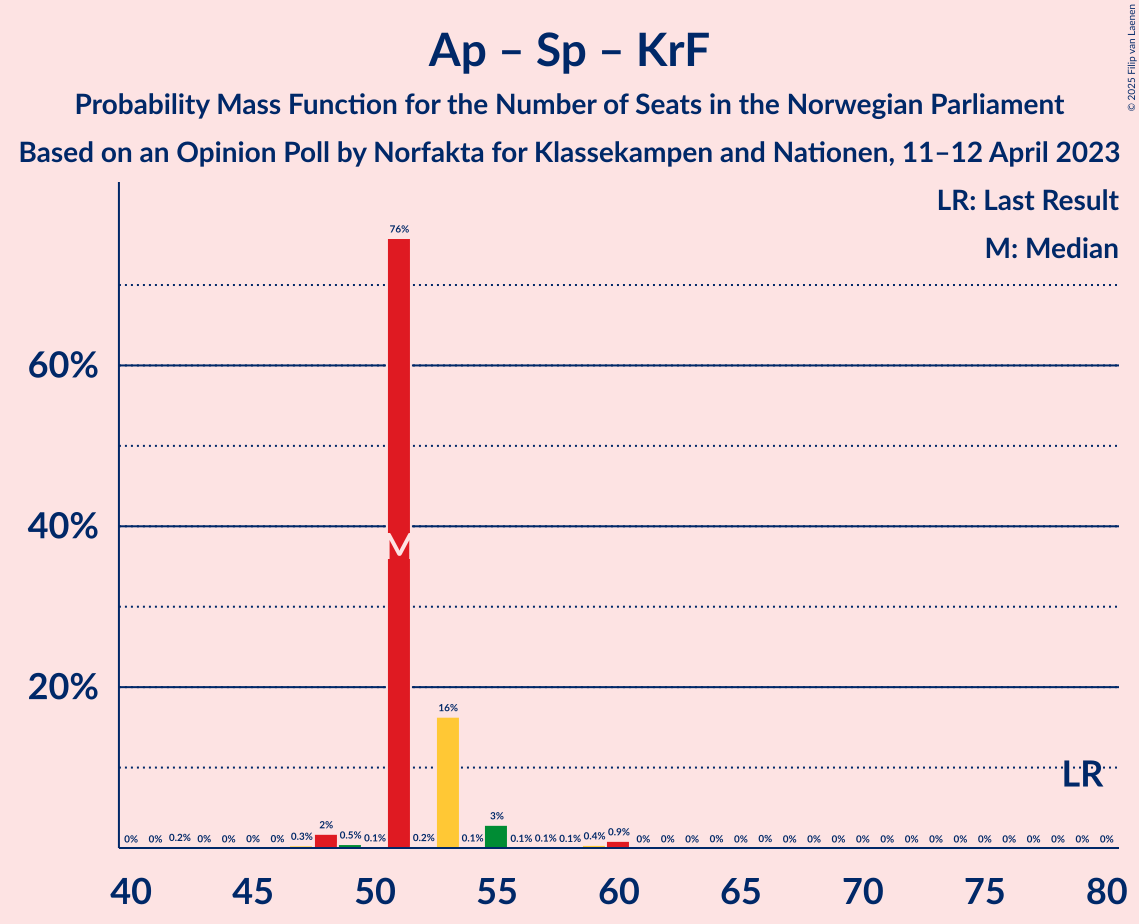 Ap – Sp – KrF
Probability Mass Function for the Number of Seats in the Norwegian Parliament
Based on an Opinion Poll by Norfakta for Klassekampen and Nationen, 11–12 April 2023
© 2025 Filip van Laenen
LR: Last Result
M: Median
76%
60%
40%
M
20%
16%
LR
3%
2%
0% 0% 0.2% 0% 0% 0% 0% 0.3% 0.5% 0.1% 0.2% 0.1% 0.1% 0.1% 0.1% 0.4% 0.9% 0% 0% 0% 0% 0% 0% 0% 0% 0% 0% 0% 0% 0% 0% 0% 0% 0% 0% 0% 0%
40 45 50 55 60 65 70 75 80